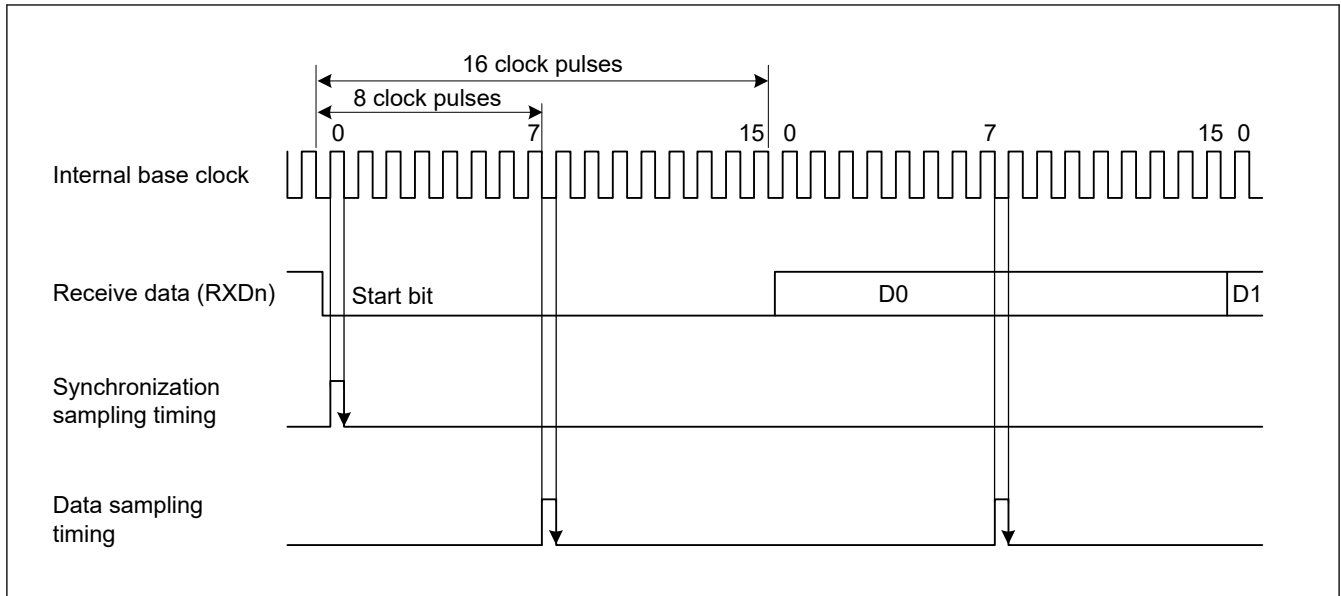 16 clock pulses
8 clock pulses
0 7 15 0 7 15 0
Internal base clock
Receive data (RXDn) Start bit D0 D1
Synchronization
sampling timing
Data sampling
timing